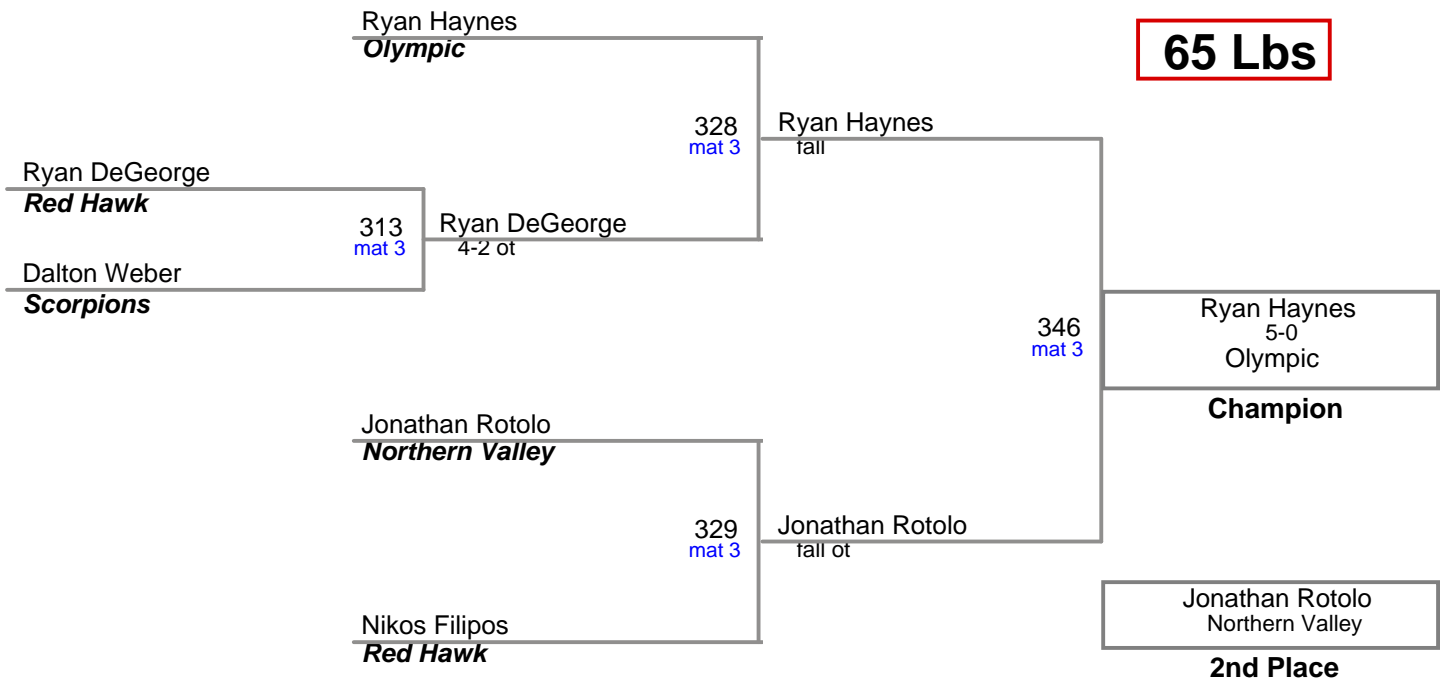 Ryan Haynes
Olympic
65 Lbs
328
mat 3
Ryan Haynes
fall
Ryan DeGeorge
Red Hawk
313
mat 3
Ryan DeGeorge
4-2 ot
Dalton Weber
Scorpions
346
mat 3
Ryan Haynes
5-0
Olympic
Champion
Jonathan Rotolo
Northern Valley
329
mat 3
Jonathan Rotolo
fall ot
Nikos Filipos
Red Hawk
Jonathan Rotolo
Northern Valley
2nd Place